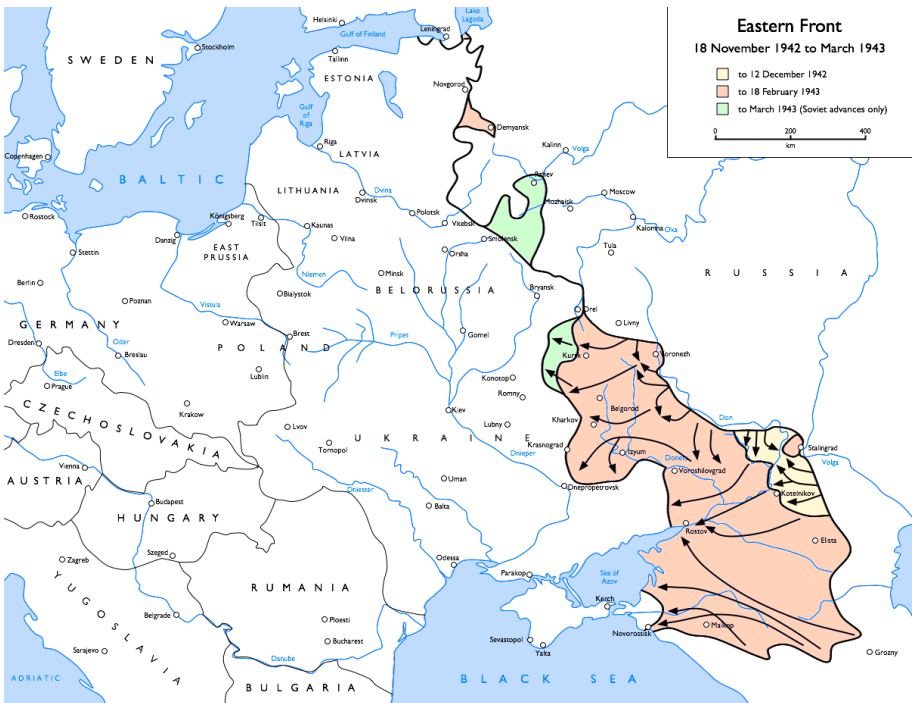 Eastern Front
18 November 1942 to March 1943
to 12 December 1942
to 18 February 1943
to March 1943 (Soviet advances only)
0 200 400
km
Lake
Lagoda
Helsinki
Leningrad
Gulf of Finland
Stockholm
SWEDEN
Tallinn
ESTONIA
Novgorod
Gulf
of
Riga
Demyansk
Riga
LATVIA
Kalinn
Volga
Copenhagen
BALTIC
LITHUANIA
Dvina
Dvinsk
Rzhev
Mozhaisk
Moscow
Rostock
Königsberg
Tilsit
Kaunas
Polotsk
Vitebsk
Kalomna
Oka
Danzig
Vilna
Smolensk
Orsha
Tula
EAST
PRUSSIA
Stettin
Niemen
Minsk
RUSSIA
Berlin
Bialystok
BELORUSSIA
Bryansk
Poznan
Vistula
Orel
GERMANY
Warsaw
Brest
Pripet
Gomel
Livny
Dresden
Oder
Breslau
POLAND
Kursk
Voronezh
Elbe
Prague
Lublin
Konotop
Romny
Krakow
Kiev
Belgorod
CZECHOSLOVAKIA
Lvov
Lubny
Kharkov
Don
UKRAINE
Tornopol
Dnieper
Krasnograd
Izyum
Donets
Stalingrad
Volga
Vienna
Voroshilovgrad
AUSTRIA
Uman
Dniester
Dnepropetrovsk
Kotelnikov
Budapest
Balta
HUNGARY
Rostov
Elista
Szeged
Zagreb
Odessa
Parakop
Sea of
Azov
YUGOSLAVIA
RUMANIA
Kerch
Belgrade
Ploesti
Maikop
Novorossisk
Bucharest
Sevastopol
Yalta
Sarajevo
Grozny
Danube
ADRIATIC
BLACK SEA
BULGARIA